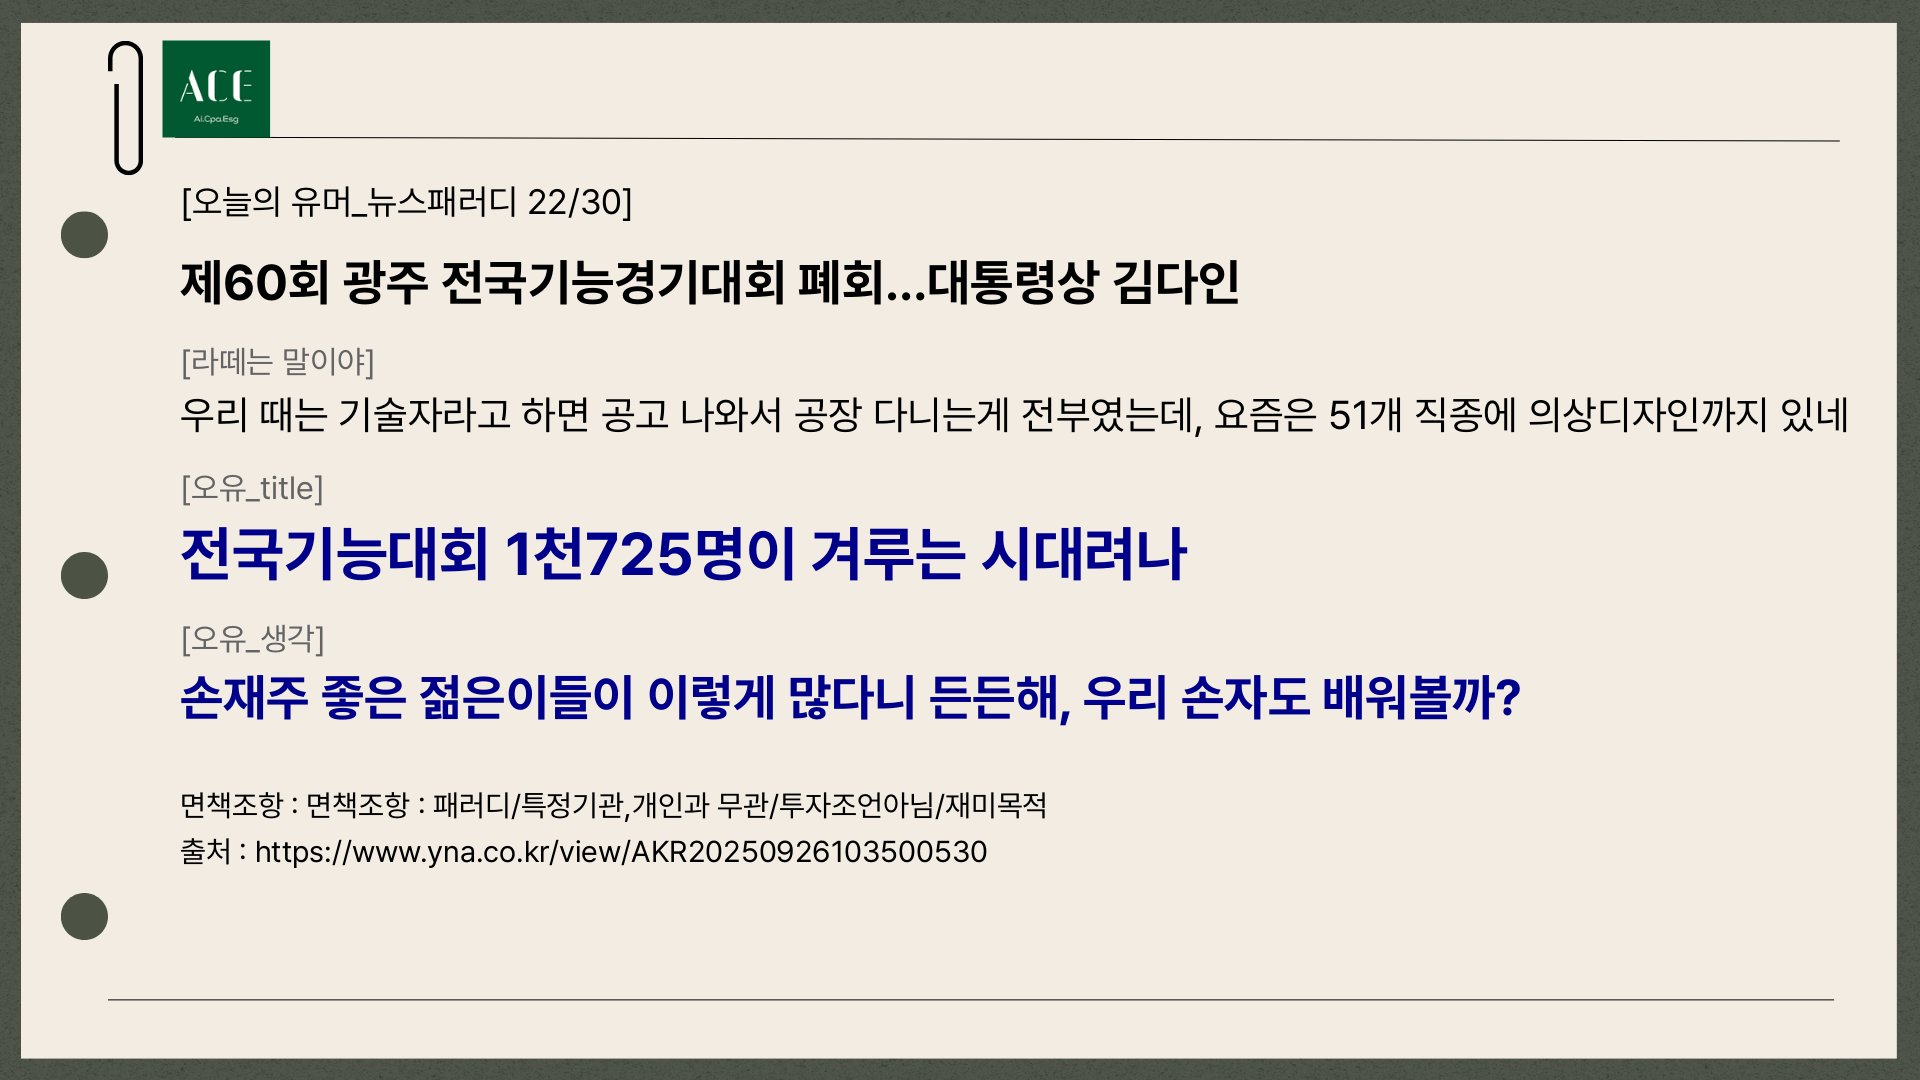 ACE
Ai.Cpa.Esg
[오늘의 유머_뉴스패러디 22/30]
제60회 광주 전국기능경기대회 폐회...대통령상 김다인
[라떼는 말이야]
우리 때는 기술자라고 하면 공고 나와서 공장 다니는게 전부였는데, 요즘은 51개 직종에 의상디자인까지 있네
[오유_title]
전국기능대회 1천725명이 겨루는 시대려나
[오유_생각]
손재주 좋은 젊은이들이 이렇게 많다니 든든해, 우리 손자도 배워볼까?
면책조항 : 면책조항 : 패러디/특정기관,개인과 무관/투자조언아님/재미목적
출처 : https://www.yna.co.kr/view/AKR20250926103500530